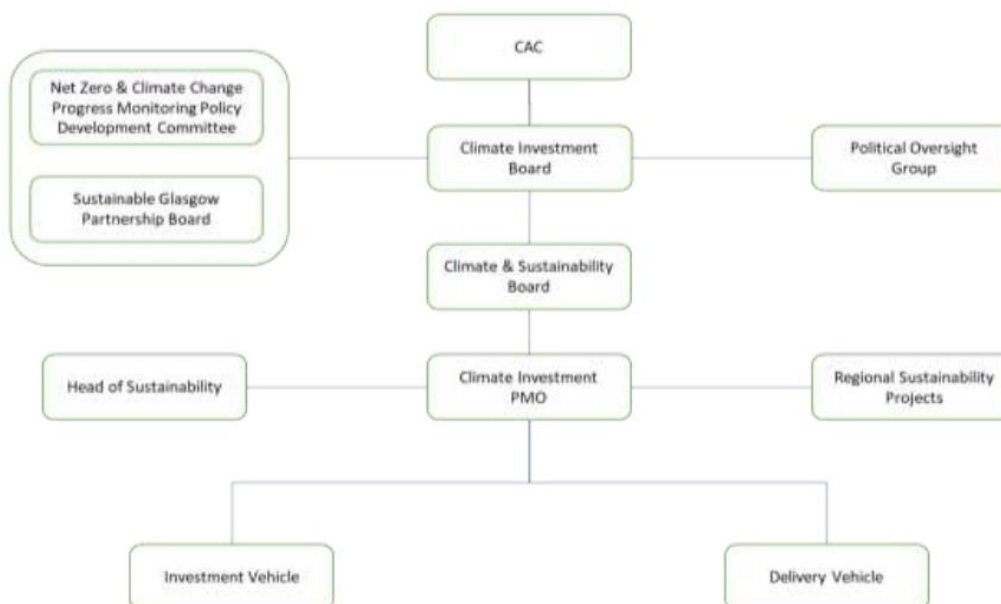 CAC
Net Zero & Climate Change
Progress Monitoring Policy
Development Committee
Climate Investment
Board
Political Oversight
Group
Sustainable Glasgow
Partnership Board
Climate & Sustainability
Board
Head of Sustainability
Climate Investment
PMO
Regional Sustainability
Projects
Investment Vehicle
Delivery Vehicle